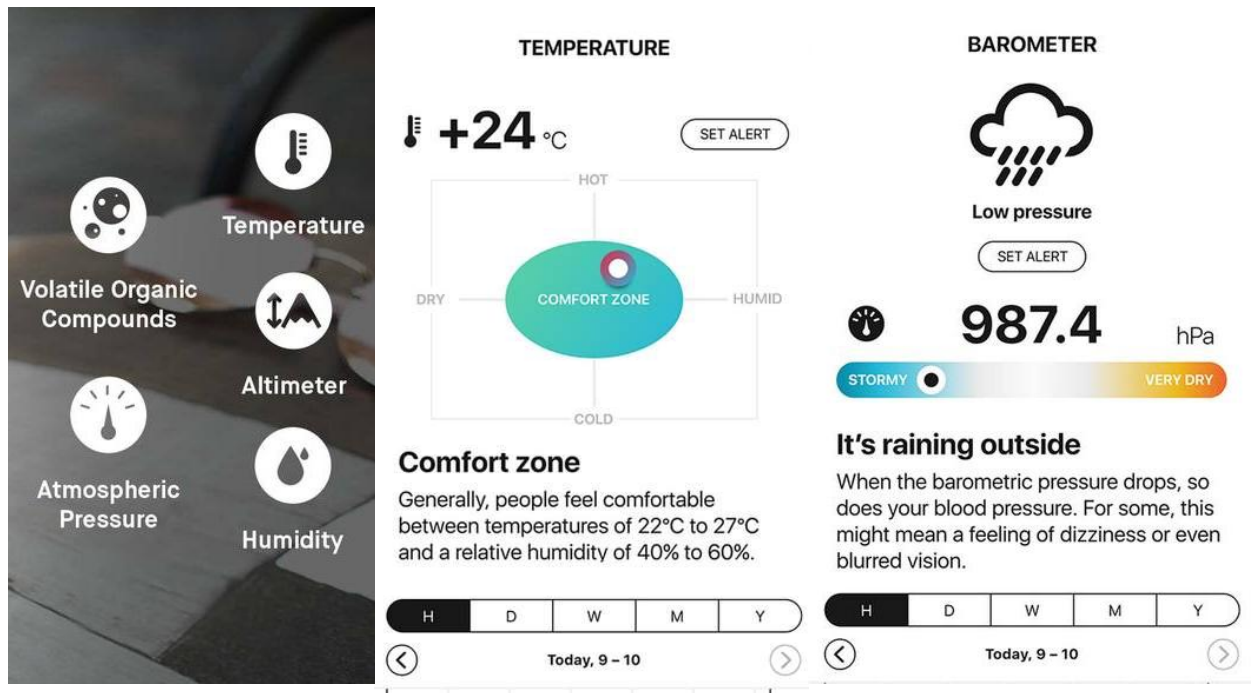 Temperature
Volatile Organic
Compounds
Altimeter
Atmospheric
Pressure
Humidity
TEMPERATURE
+24 °C
SET ALERT
HOT
DRY
COMFORT ZONE
HUMID
COLD
Comfort zone
Generally, people feel comfortable
between temperatures of 22°C to 27°C
and a relative humidity of 40% to 60%.
H D W M Y
Today, 9 – 10
BAROMETER
Low pressure
SET ALERT
987.4 hPa
STORMY VERY DRY
It's raining outside
When the barometric pressure drops, so
does your blood pressure. For some, this
might mean a feeling of dizziness or even
blurred vision.
H D W M Y
Today, 9 – 10